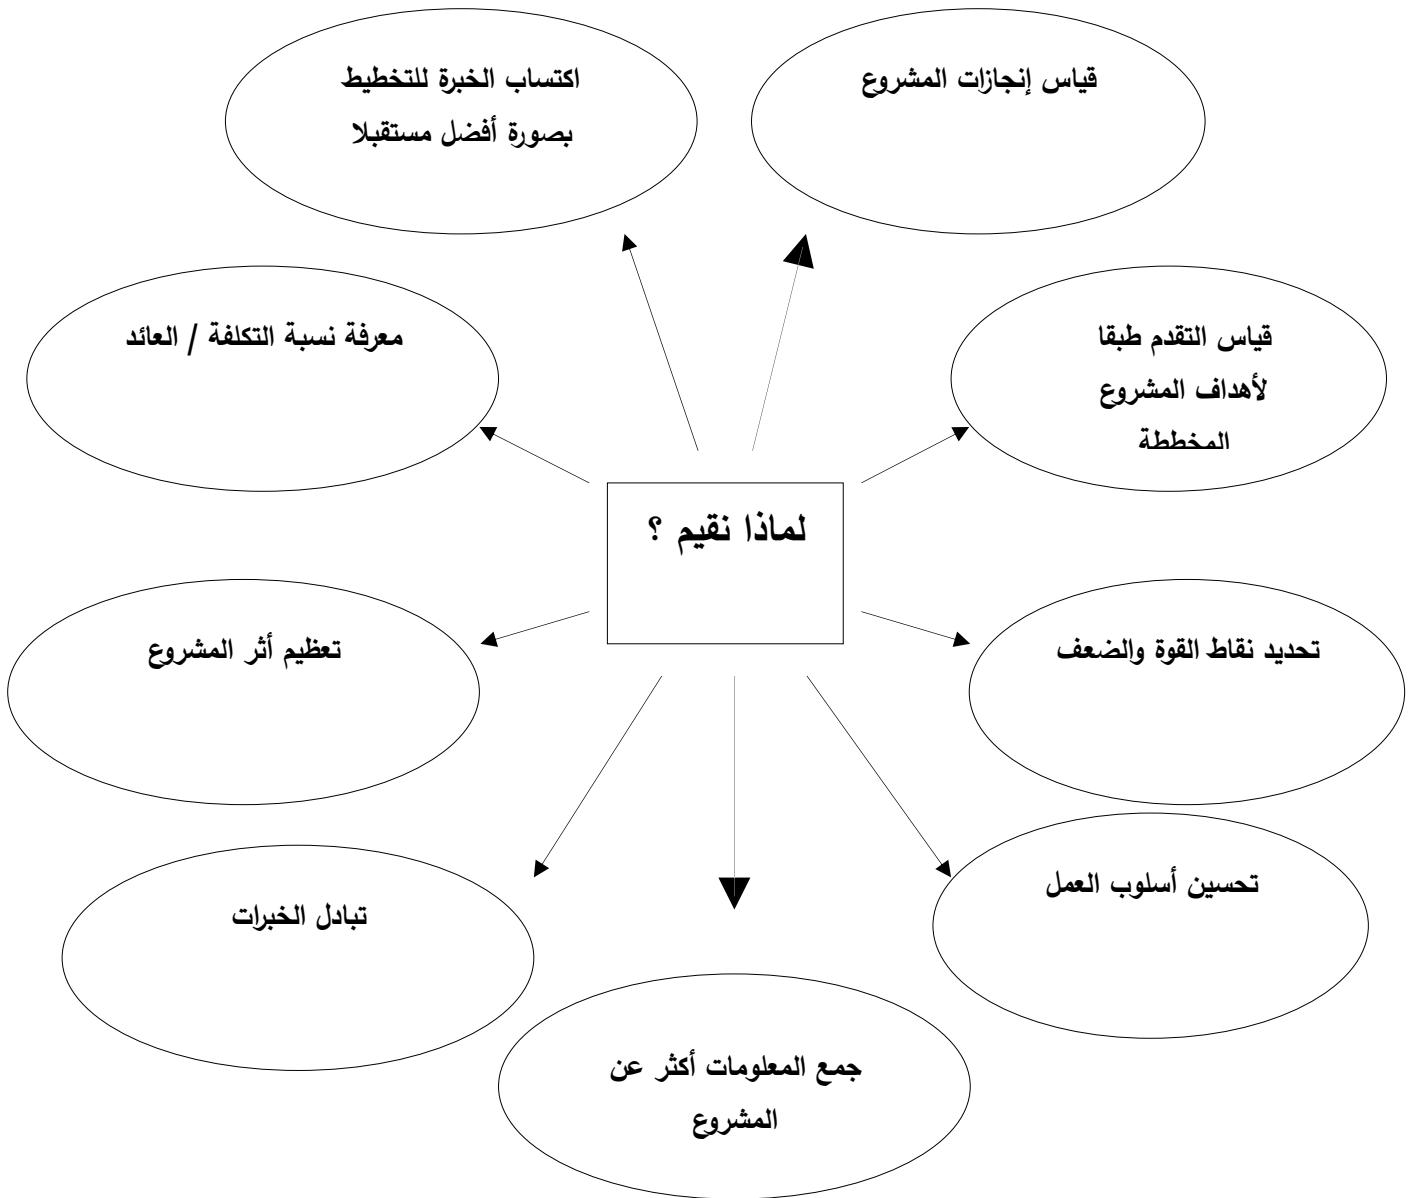 قياس إنجازات المشروع
اكتساب الخبرة للتخطيط
بصورة أفضل مستقبلا
قياس التقدم طبقا
لأهداف المشروع
المخططة
معرفة نسبة التكلفة / العائد
لماذا نقيم ؟
تحديد نقاط القوة والضعف
تعظيم أثر المشروع
تحسين أسلوب العمل
تبادل الخبرات
جمع المعلومات أكثر عن
المشروع